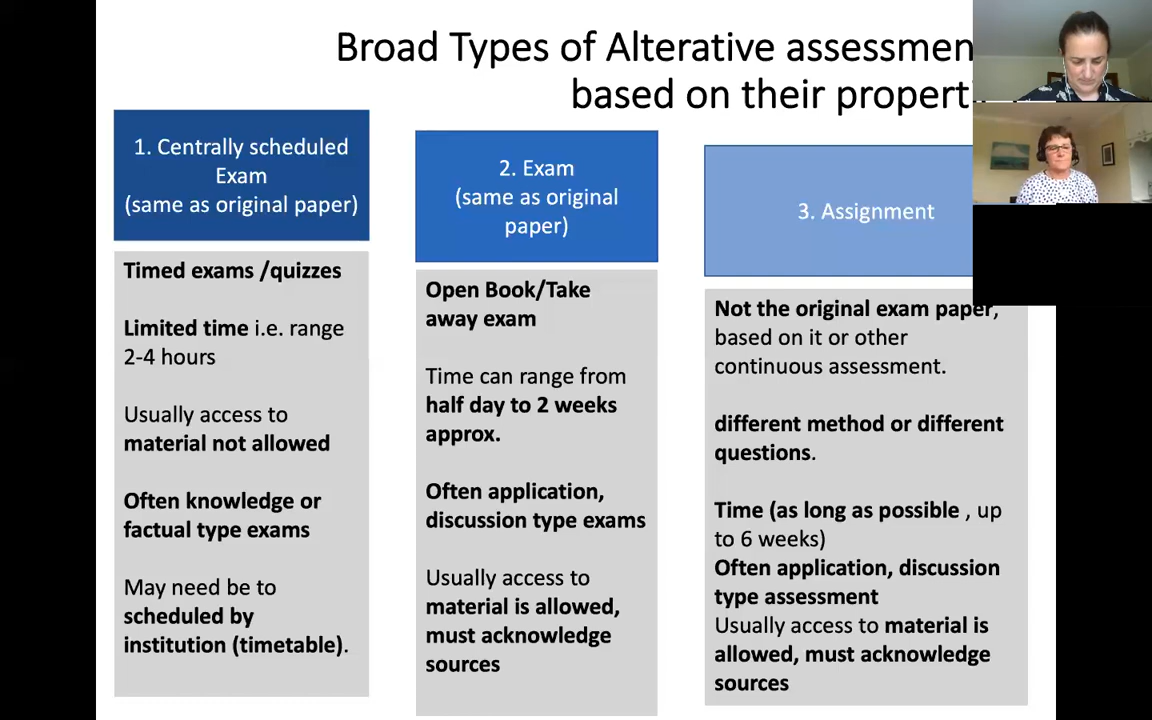 Broad Types of Alterative assessmen
based on their propert
1. Centrally scheduled
Exam
(same as original paper)
Timed exams /quizzes
Limited time i.e. range
2-4 hours
Usually access to
material not allowed
Often knowledge or
factual type exams
May need be to
scheduled by
institution (timetable).
2. Exam
(same as original
paper)
Open Book/Take
away exam
Time can range from
half day to 2 weeks
approx.
Often application,
discussion type exams
Usually access to
material is allowed,
must acknowledge
sources
3. Assignment
Not the original exam paper,
based on it or other
continuous assessment.
different method or different
questions.
Time (as long as possible , up
to 6 weeks)
Often application, discussion
type assessment
Usually access to material is
allowed, must acknowledge
sources